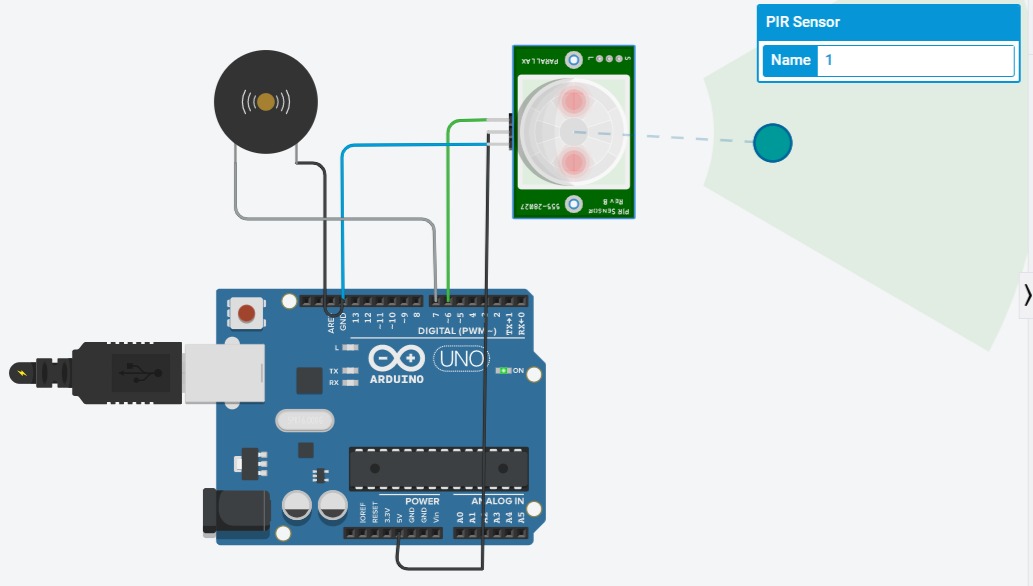 PIR Sensor
Name 1
PARALLAX
L S
555-28027
PIR SENSOR
Rev B
AREF
GND
13
12
~11
~10
~9
8
7
~6
~5
4
2
TX→1
RX←0
DIGITAL (PWM~)
L
TX
RX
UNO
ARDUINO
ON
POWER
ANALOG IN
IOREF
RESET
3.3V
5V
GND
GND
Vin
A0
A1
A2
A3
A4
A5